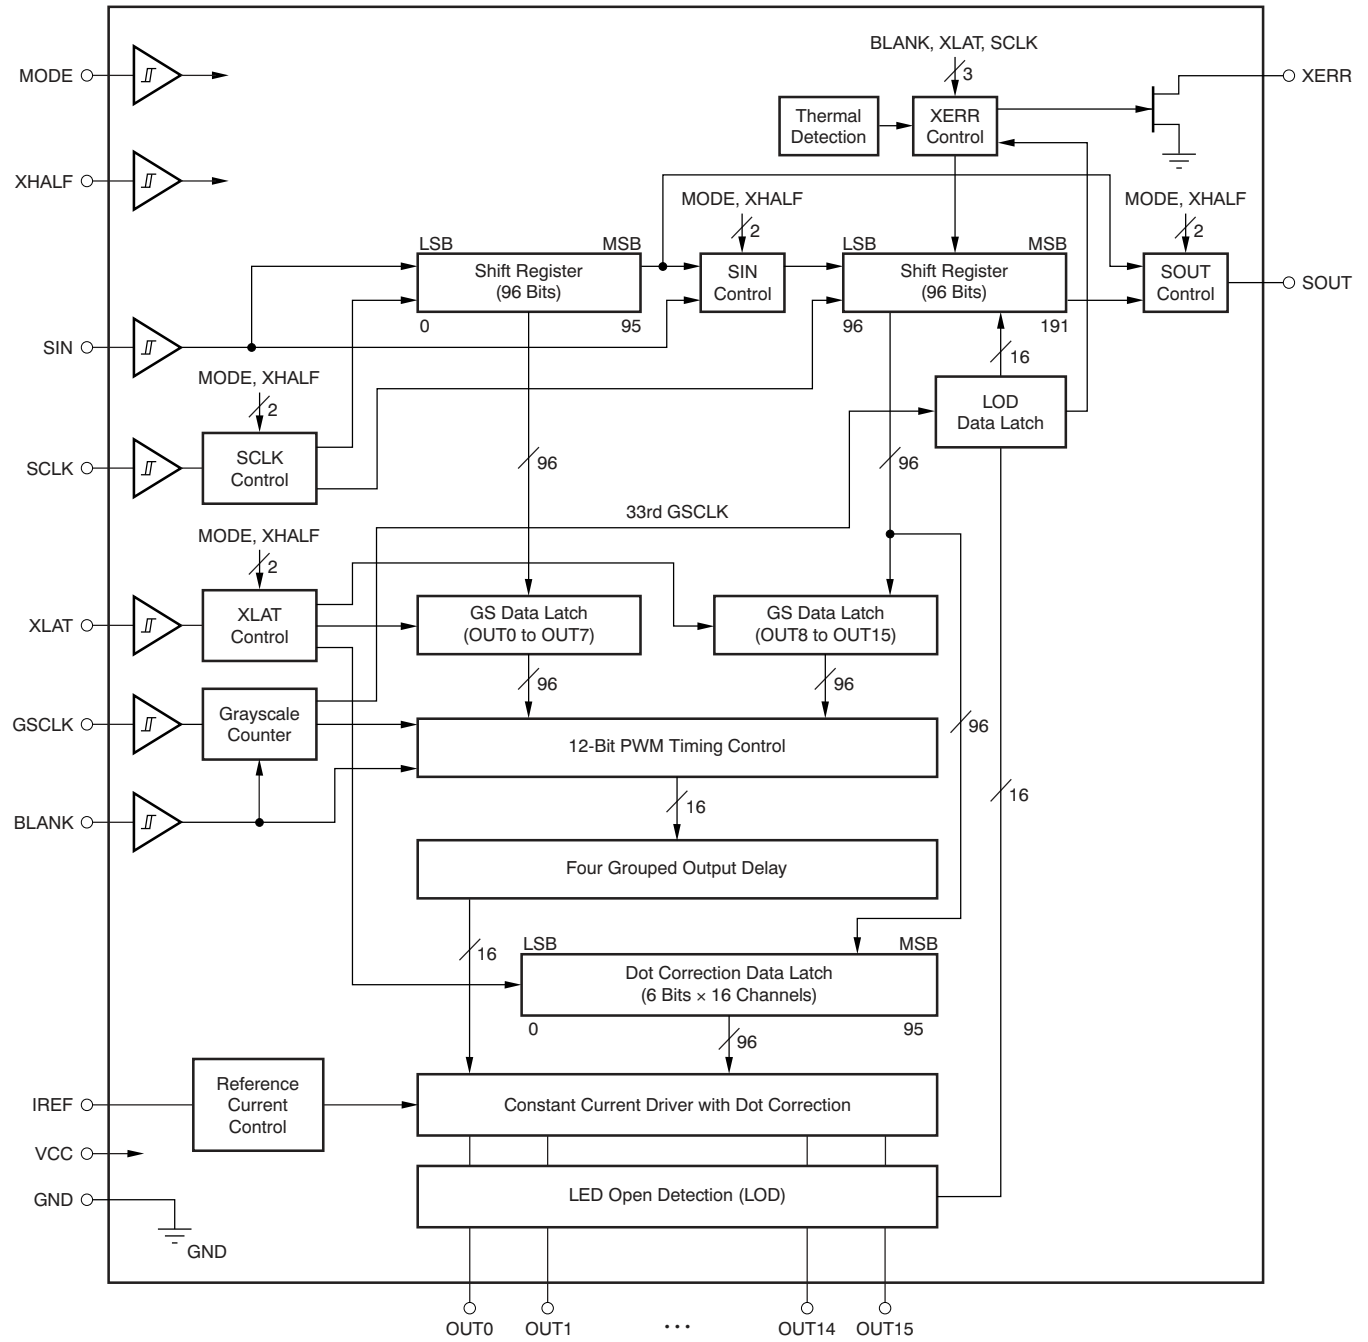 BLANK, XLAT, SCLK
MODE
3
XERR
Thermal
Detection
XERR
Control
XHALF
MODE, XHALF
2
MODE, XHALF
2
LSB
MSB
Shift Register
(96 Bits)
0
95
SIN
Control
LSB
MSB
Shift Register
(96 Bits)
96
191
SOUT
Control
SOUT
SIN
16
MODE, XHALF
2
LOD
Data Latch
SCLK
SCLK
Control
96
96
33rd GSCLK
MODE, XHALF
2
XLAT
XLAT
Control
GS Data Latch
(OUT0 to OUT7)
GS Data Latch
(OUT8 to OUT15)
96
96
GSCLK
Grayscale
Counter
12-Bit PWM Timing Control
96
16
16
BLANK
Four Grouped Output Delay
16
LSB
MSB
Dot Correction Data Latch
(6 Bits × 16 Channels)
0
95
96
IREF
Reference
Current
Control
Constant Current Driver with Dot Correction
VCC
GND
LED Open Detection (LOD)
GND
OUT0
OUT1
...
OUT14
OUT15